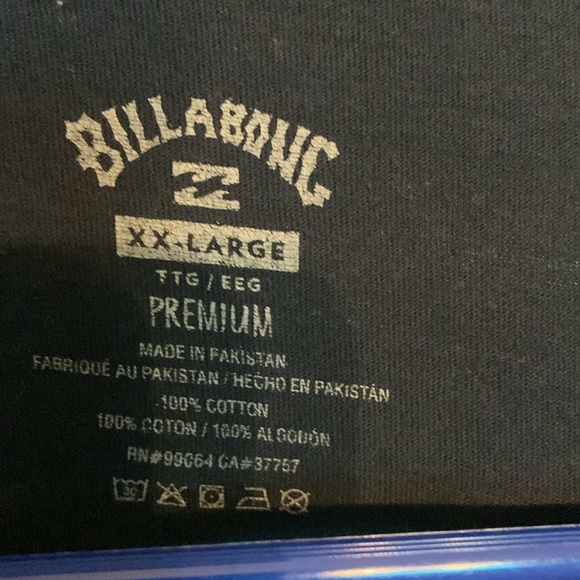 BILLABONG
XX-LARGE
TTG / EEG
PREMIUM
MADE IN PAKISTAN
FABRIQUÉ AU PAKISTAN / HECHO EN PAKISTÁN
100% COTTON
100% COTON / 100% ALGODÓN
RN#99064 CA#37757
30